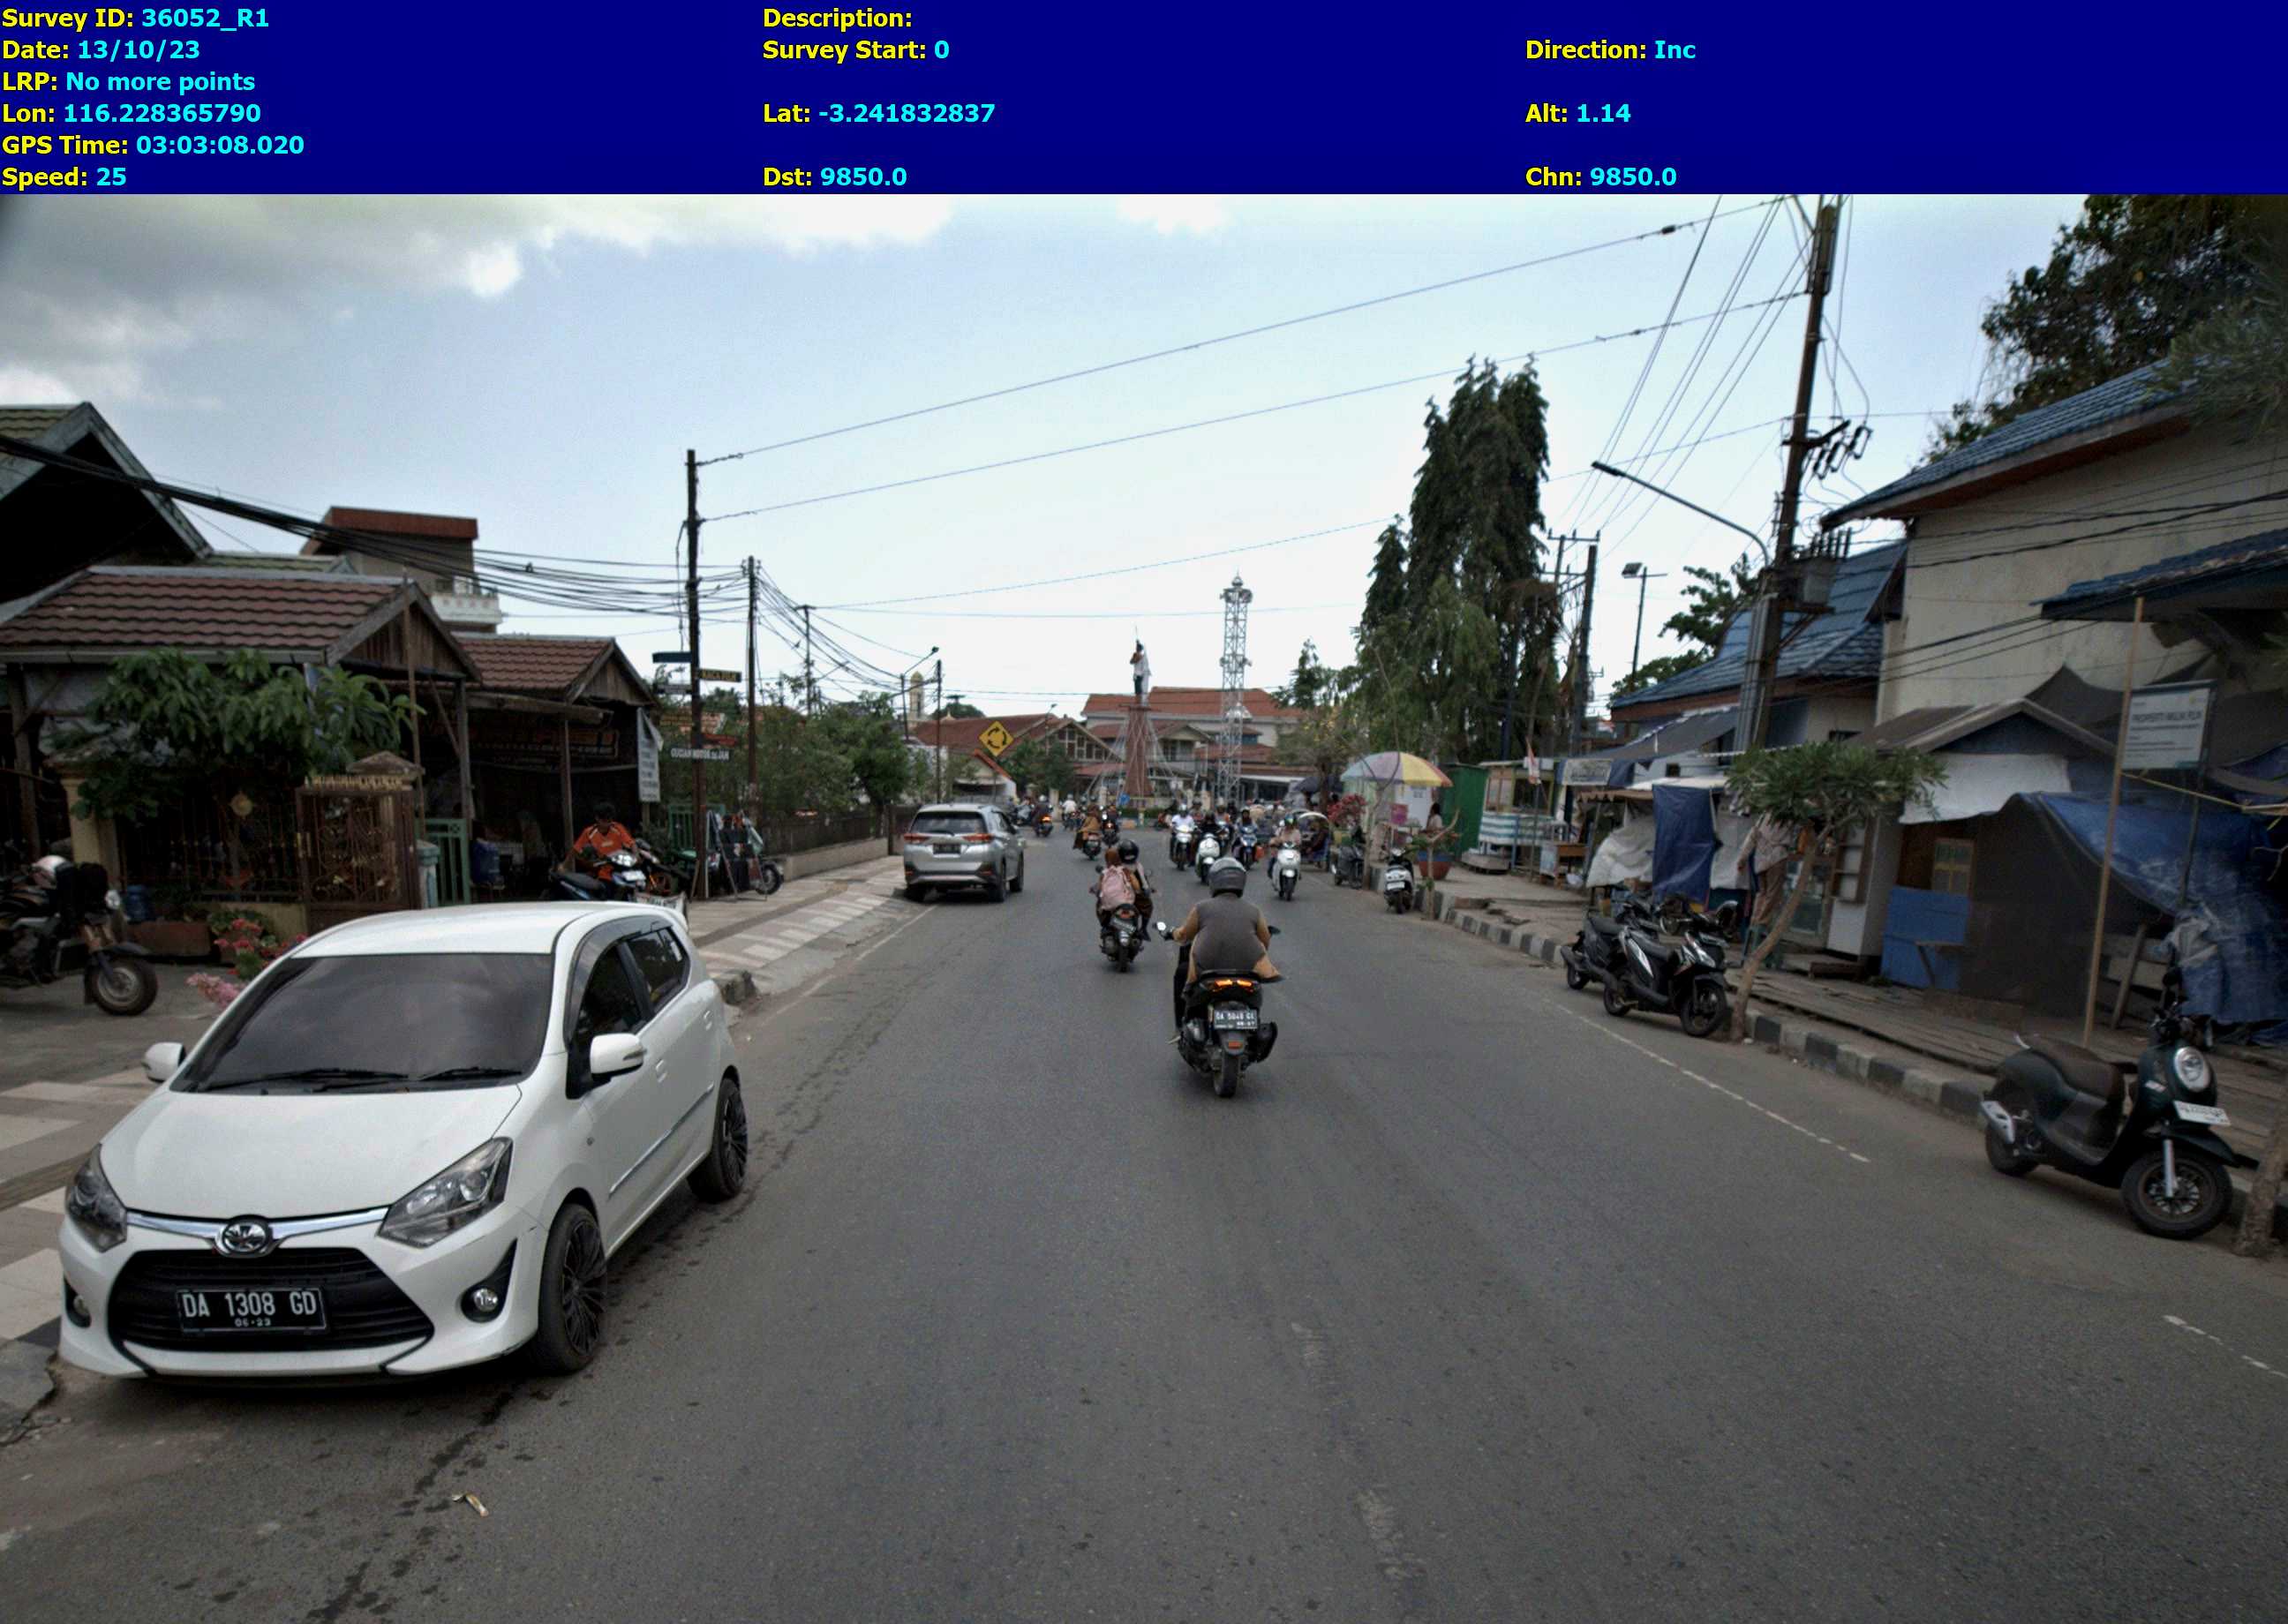 Survey ID: 36052_R1
Description:
Date: 13/10/23
Survey Start: 0
Direction: Inc
LRP: No more points
Lon: 116.228365790
Lat: -3.241832837
Alt: 1.14
GPS Time: 03:03:08.020
Speed: 25
Dst: 9850.0
Chn: 9850.0
DA 1308 GD
06·23